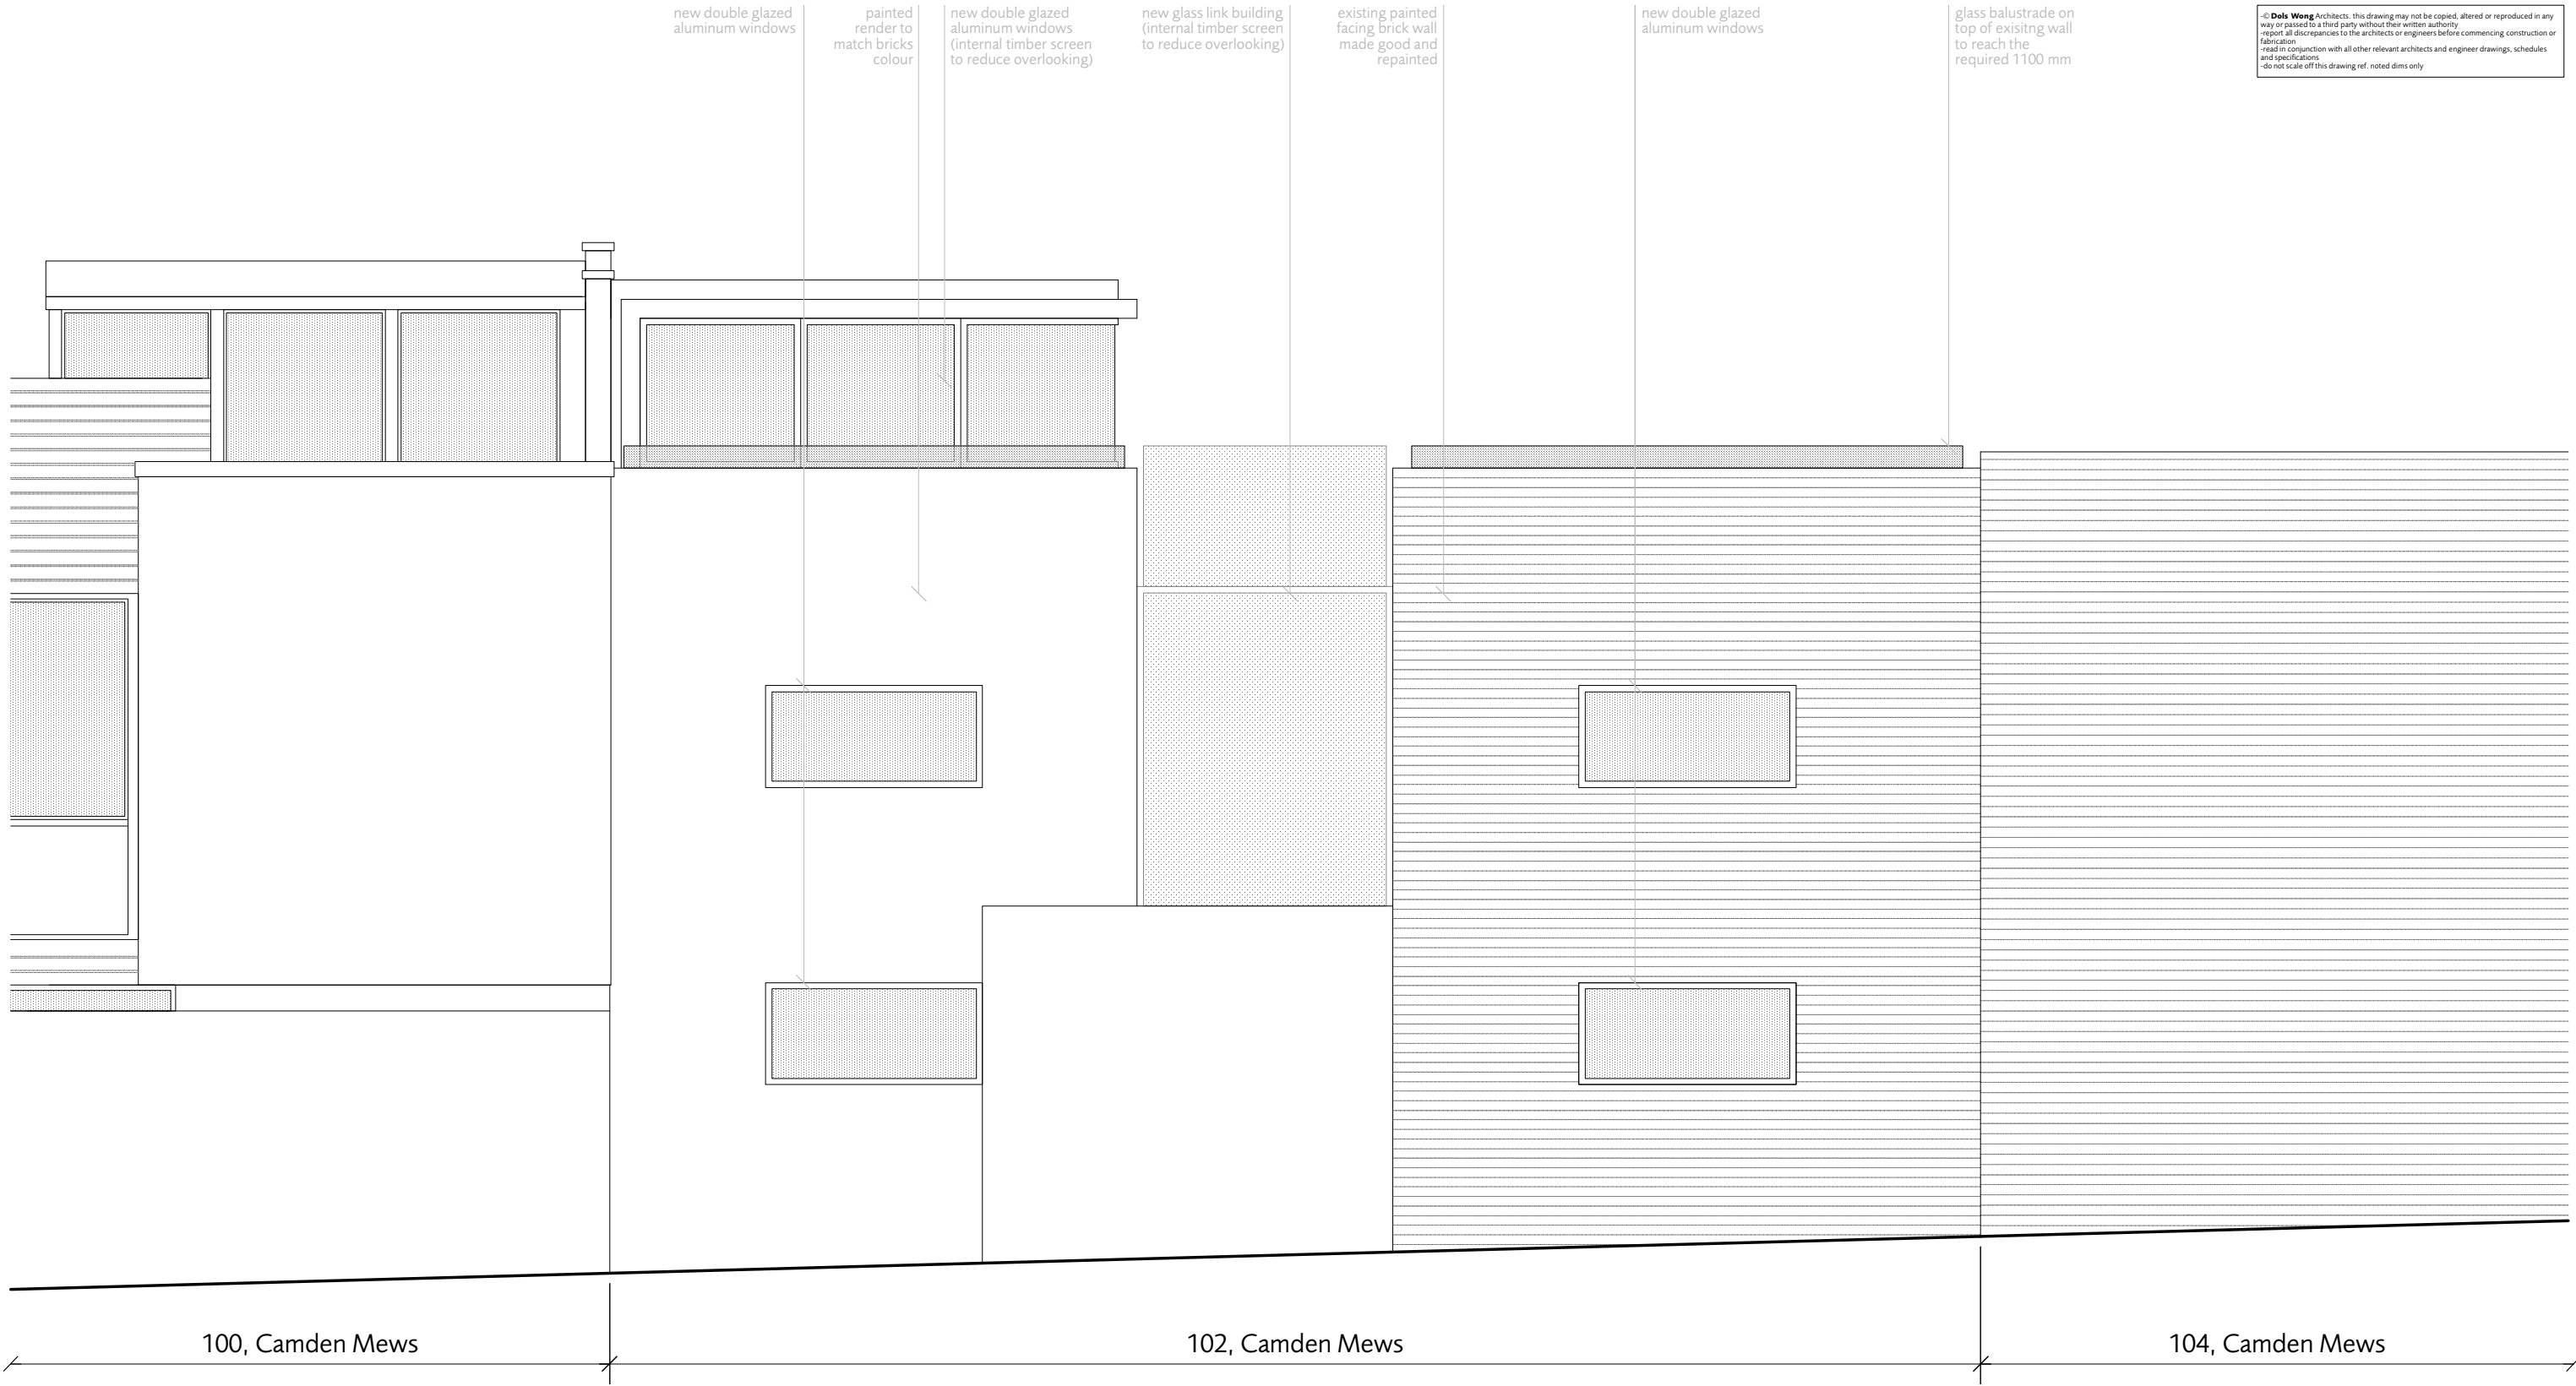 new double glazed
aluminum windows
painted
render to
match bricks
colour
new double glazed
aluminum windows
(internal timber screen
to reduce overlooking)
new glass link building
(internal timber screen
to reduce overlooking)
existing painted
facing brick wall
made good and
repainted
new double glazed
aluminum windows
glass balustrade on
top of exisitng wall
to reach the
required 1100 mm
-© Dols Wong Architects. this drawing may not be copied, altered or reproduced in any
way or passed to a third party without their written authority
-report all discrepancies to the architects or engineers before commencing construction or
fabrication
-read in conjunction with all other relevant architects and engineer drawings, schedules
and specifications
-do not scale off this drawing ref. noted dims only
100, Camden Mews
102, Camden Mews
104, Camden Mews